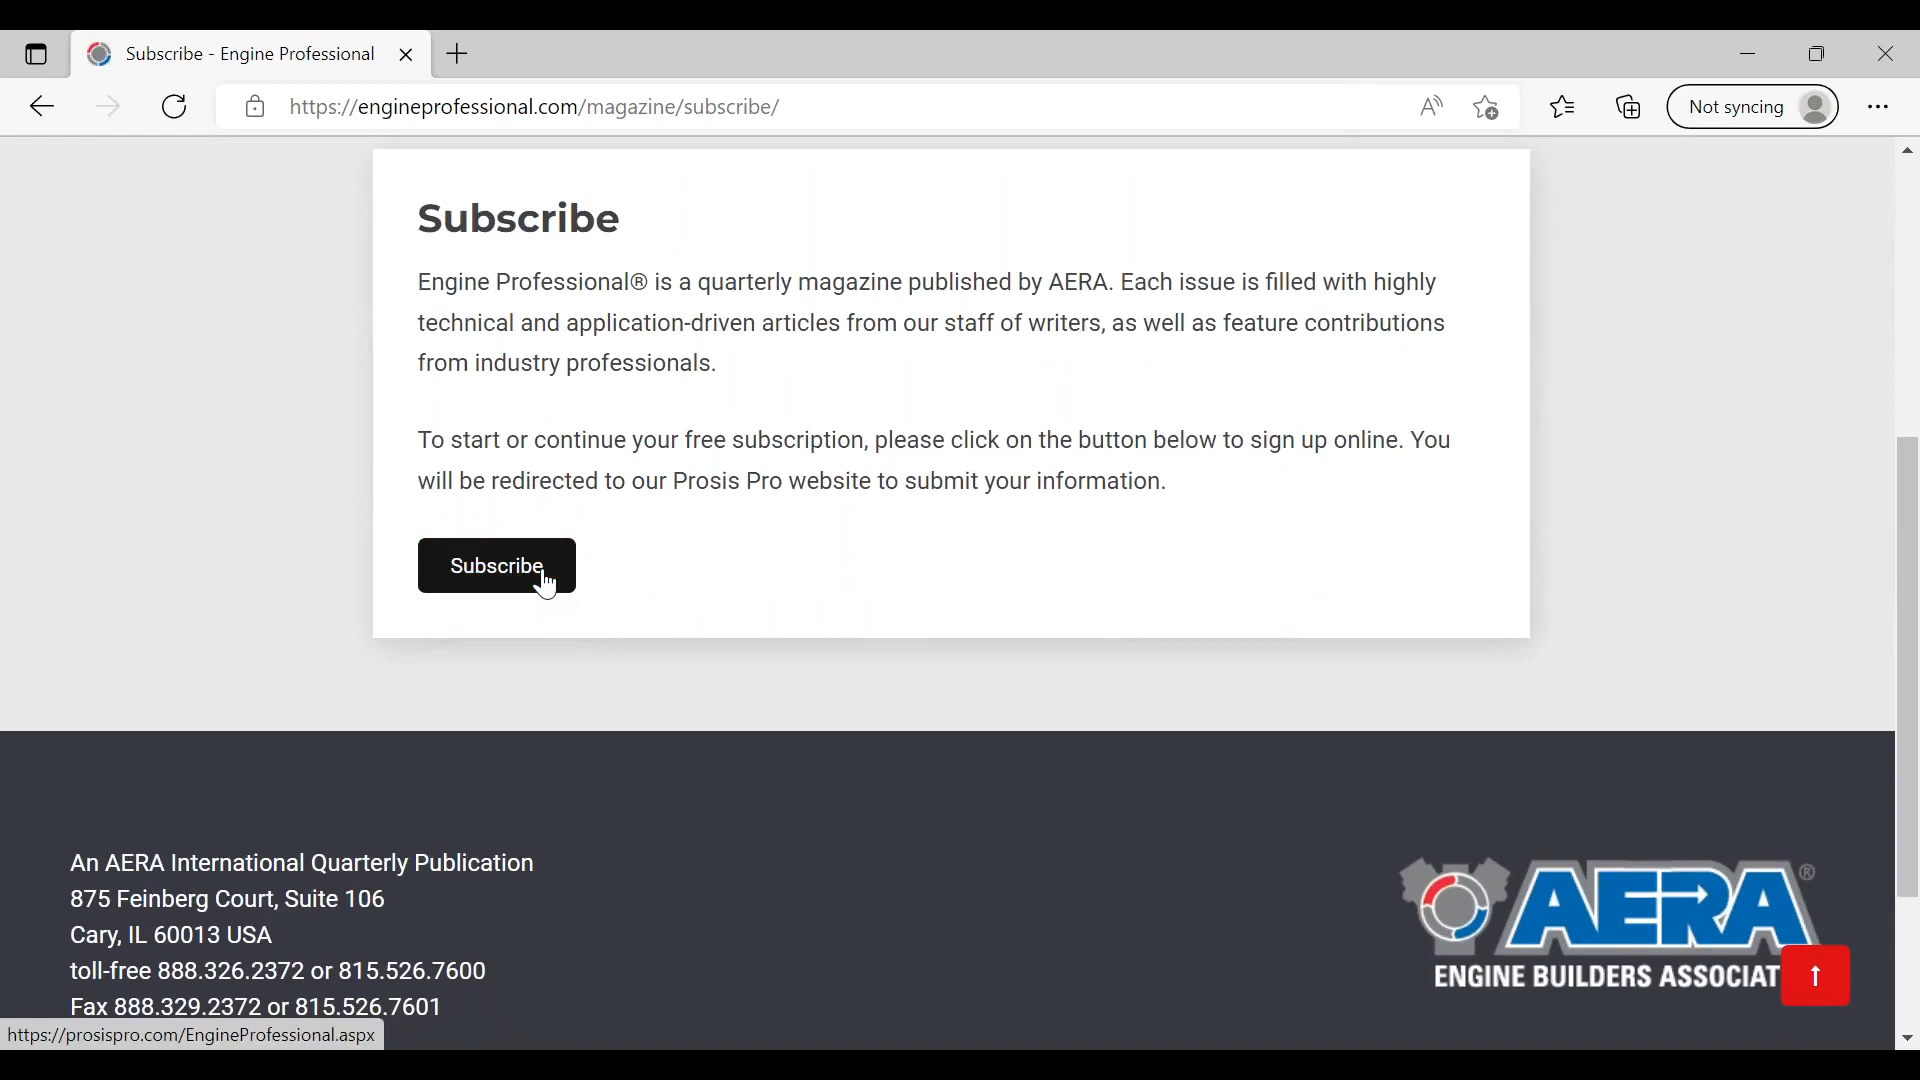 Subscribe - Engine Professional
https://engineprofessional.com/magazine/subscribe/
Not syncing
Subscribe
Engine Professional® is a quarterly magazine published by AERA. Each issue is filled with highly
technical and application-driven articles from our staff of writers, as well as feature contributions
from industry professionals.
To start or continue your free subscription, please click on the button below to sign up online. You
will be redirected to our Prosis Pro website to submit your information.
Subscribe
An AERA International Quarterly Publication
875 Feinberg Court, Suite 106
Cary, IL 60013 USA
toll-free 888.326.2372 or 815.526.7600
Fax 888.329.2372 or 815.526.7601
AERA®
ENGINE BUILDERS ASSOCIAT
https://prosispro.com/EngineProfessional.aspx